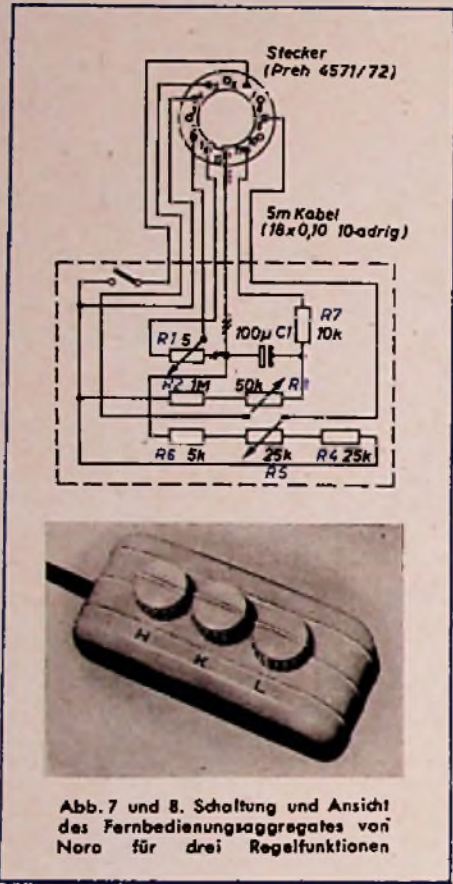 Stecker
(Preh 4571/72)
5m Kabel
(18x0,10 10-adrig)
R7
10k
R1 5
100µ C1
R2 1M
50k R3
R6 5k
25k
R4 25k
R5
H
K
L
Abb. 7 und 8. Schaltung und Ansicht
des Fernbedienungsaggregates von
Nora für drei Regelfunktionen